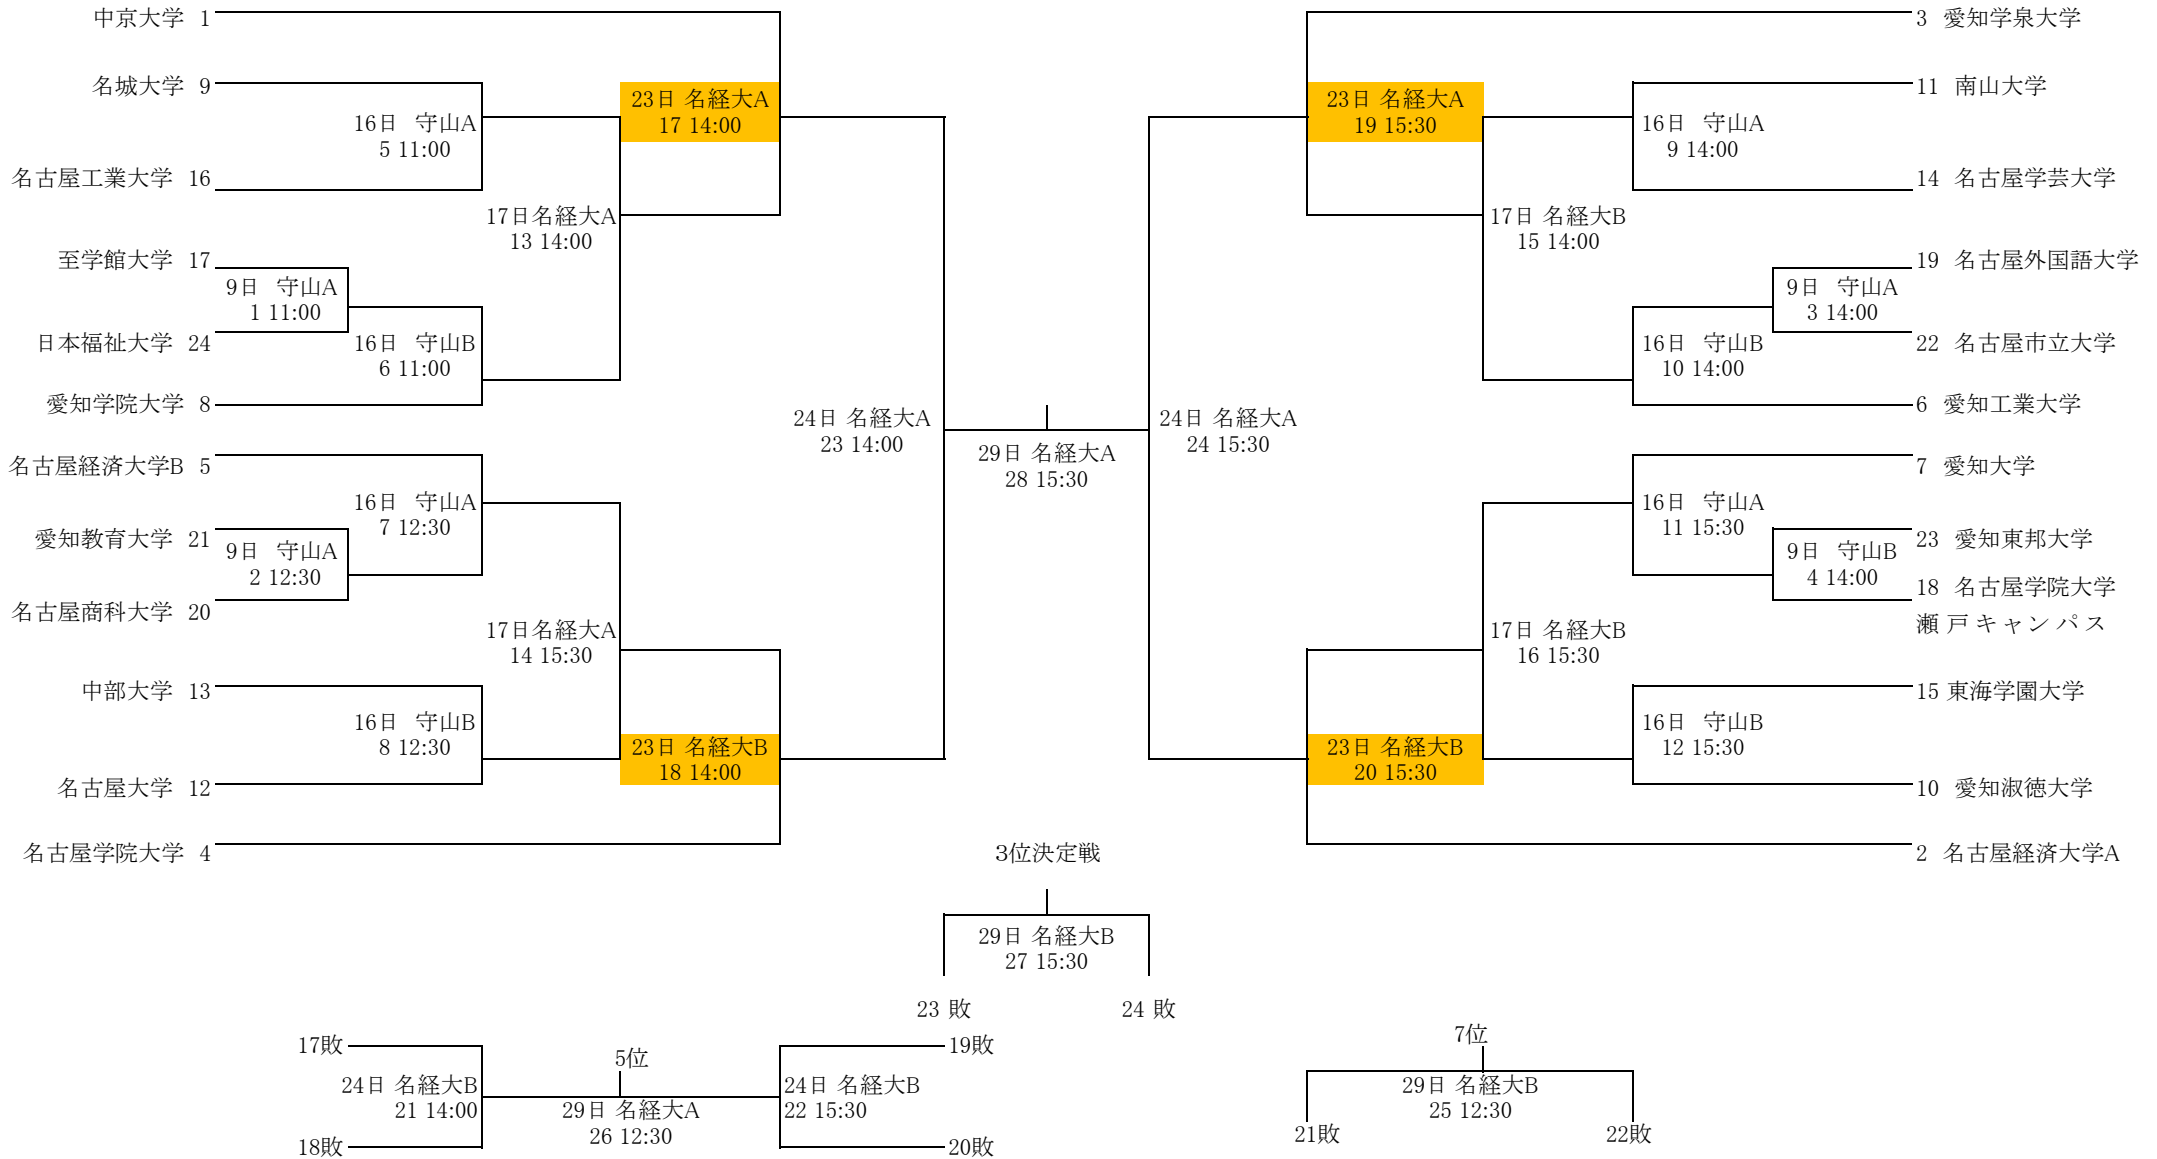 中京大学 1
名城大学 9
16日 守山A
5 11:00
名古屋工業大学 16
23日 名経大A
17 14:00
17日名経大A
13 14:00
至学館大学 17
9日 守山A
1 11:00
日本福祉大学 24
16日 守山B
6 11:00
愛知学院大学 8
名古屋経済大学B 5
16日 守山A
7 12:30
愛知教育大学 21
9日 守山A
2 12:30
名古屋商科大学 20
17日名経大A
14 15:30
中部大学 13
16日 守山B
8 12:30
名古屋大学 12
23日 名経大B
18 14:00
名古屋学院大学 4
24日 名経大A
23 14:00
29日 名経大A
28 15:30
24日 名経大A
24 15:30
3 愛知学泉大学
23日 名経大A
19 15:30
11 南山大学
16日 守山A
9 14:00
14 名古屋学芸大学
17日 名経大B
15 14:00
19 名古屋外国語大学
9日 守山A
3 14:00
22 名古屋市立大学
16日 守山B
10 14:00
6 愛知工業大学
7 愛知大学
16日 守山A
11 15:30
23 愛知東邦大学
9日 守山B
4 14:00
18 名古屋学院大学
瀬戸キャンパス
17日 名経大B
16 15:30
15 東海学園大学
16日 守山B
12 15:30
10 愛知淑徳大学
23日 名経大B
20 15:30
2 名古屋経済大学A
3位決定戦
29日 名経大B
27 15:30
23 敗
24 敗
17敗
24日 名経大B
21 14:00
18敗
5位
29日 名経大A
26 12:30
19敗
24日 名経大B
22 15:30
20敗
7位
29日 名経大B
25 12:30
21敗
22敗